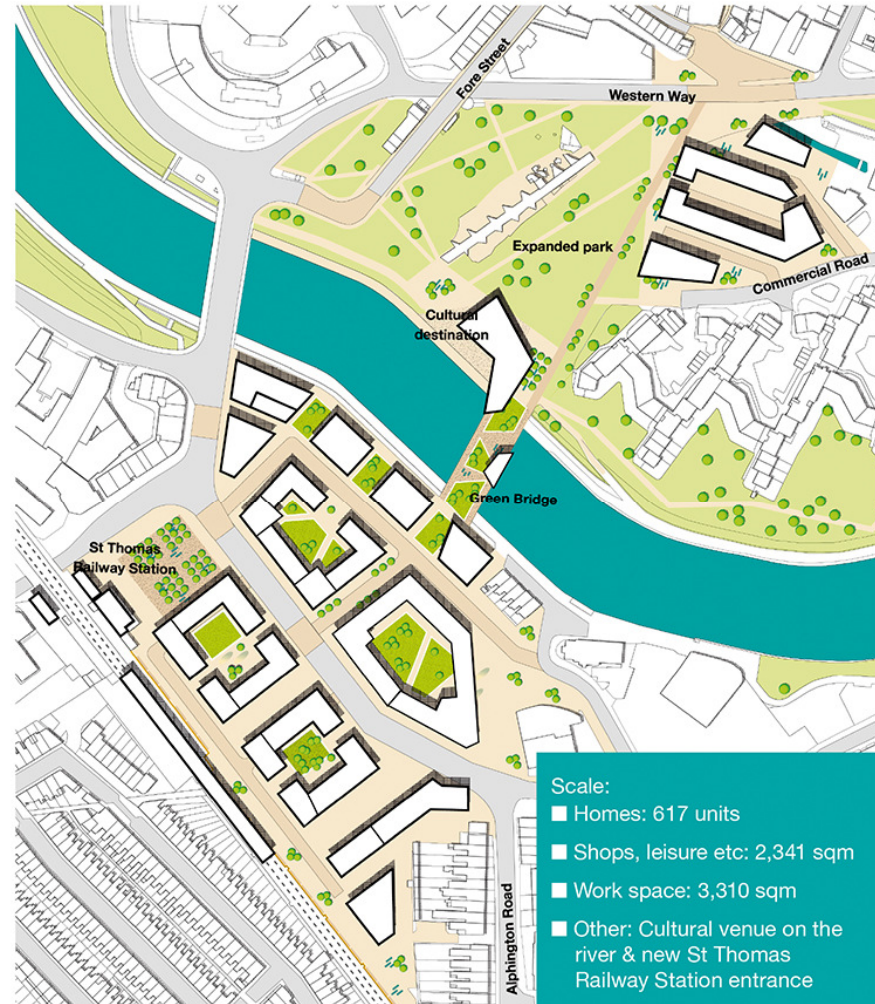 Fore Street
Western Way
Expanded park
Commercial Road
Cultural
destination
Green Bridge
St Thomas
Railway Station
Alphington Road
Scale:
Homes: 617 units
Shops, leisure etc: 2,341 sqm
Work space: 3,310 sqm
Other: Cultural venue on the
river & new St Thomas
Railway Station entrance